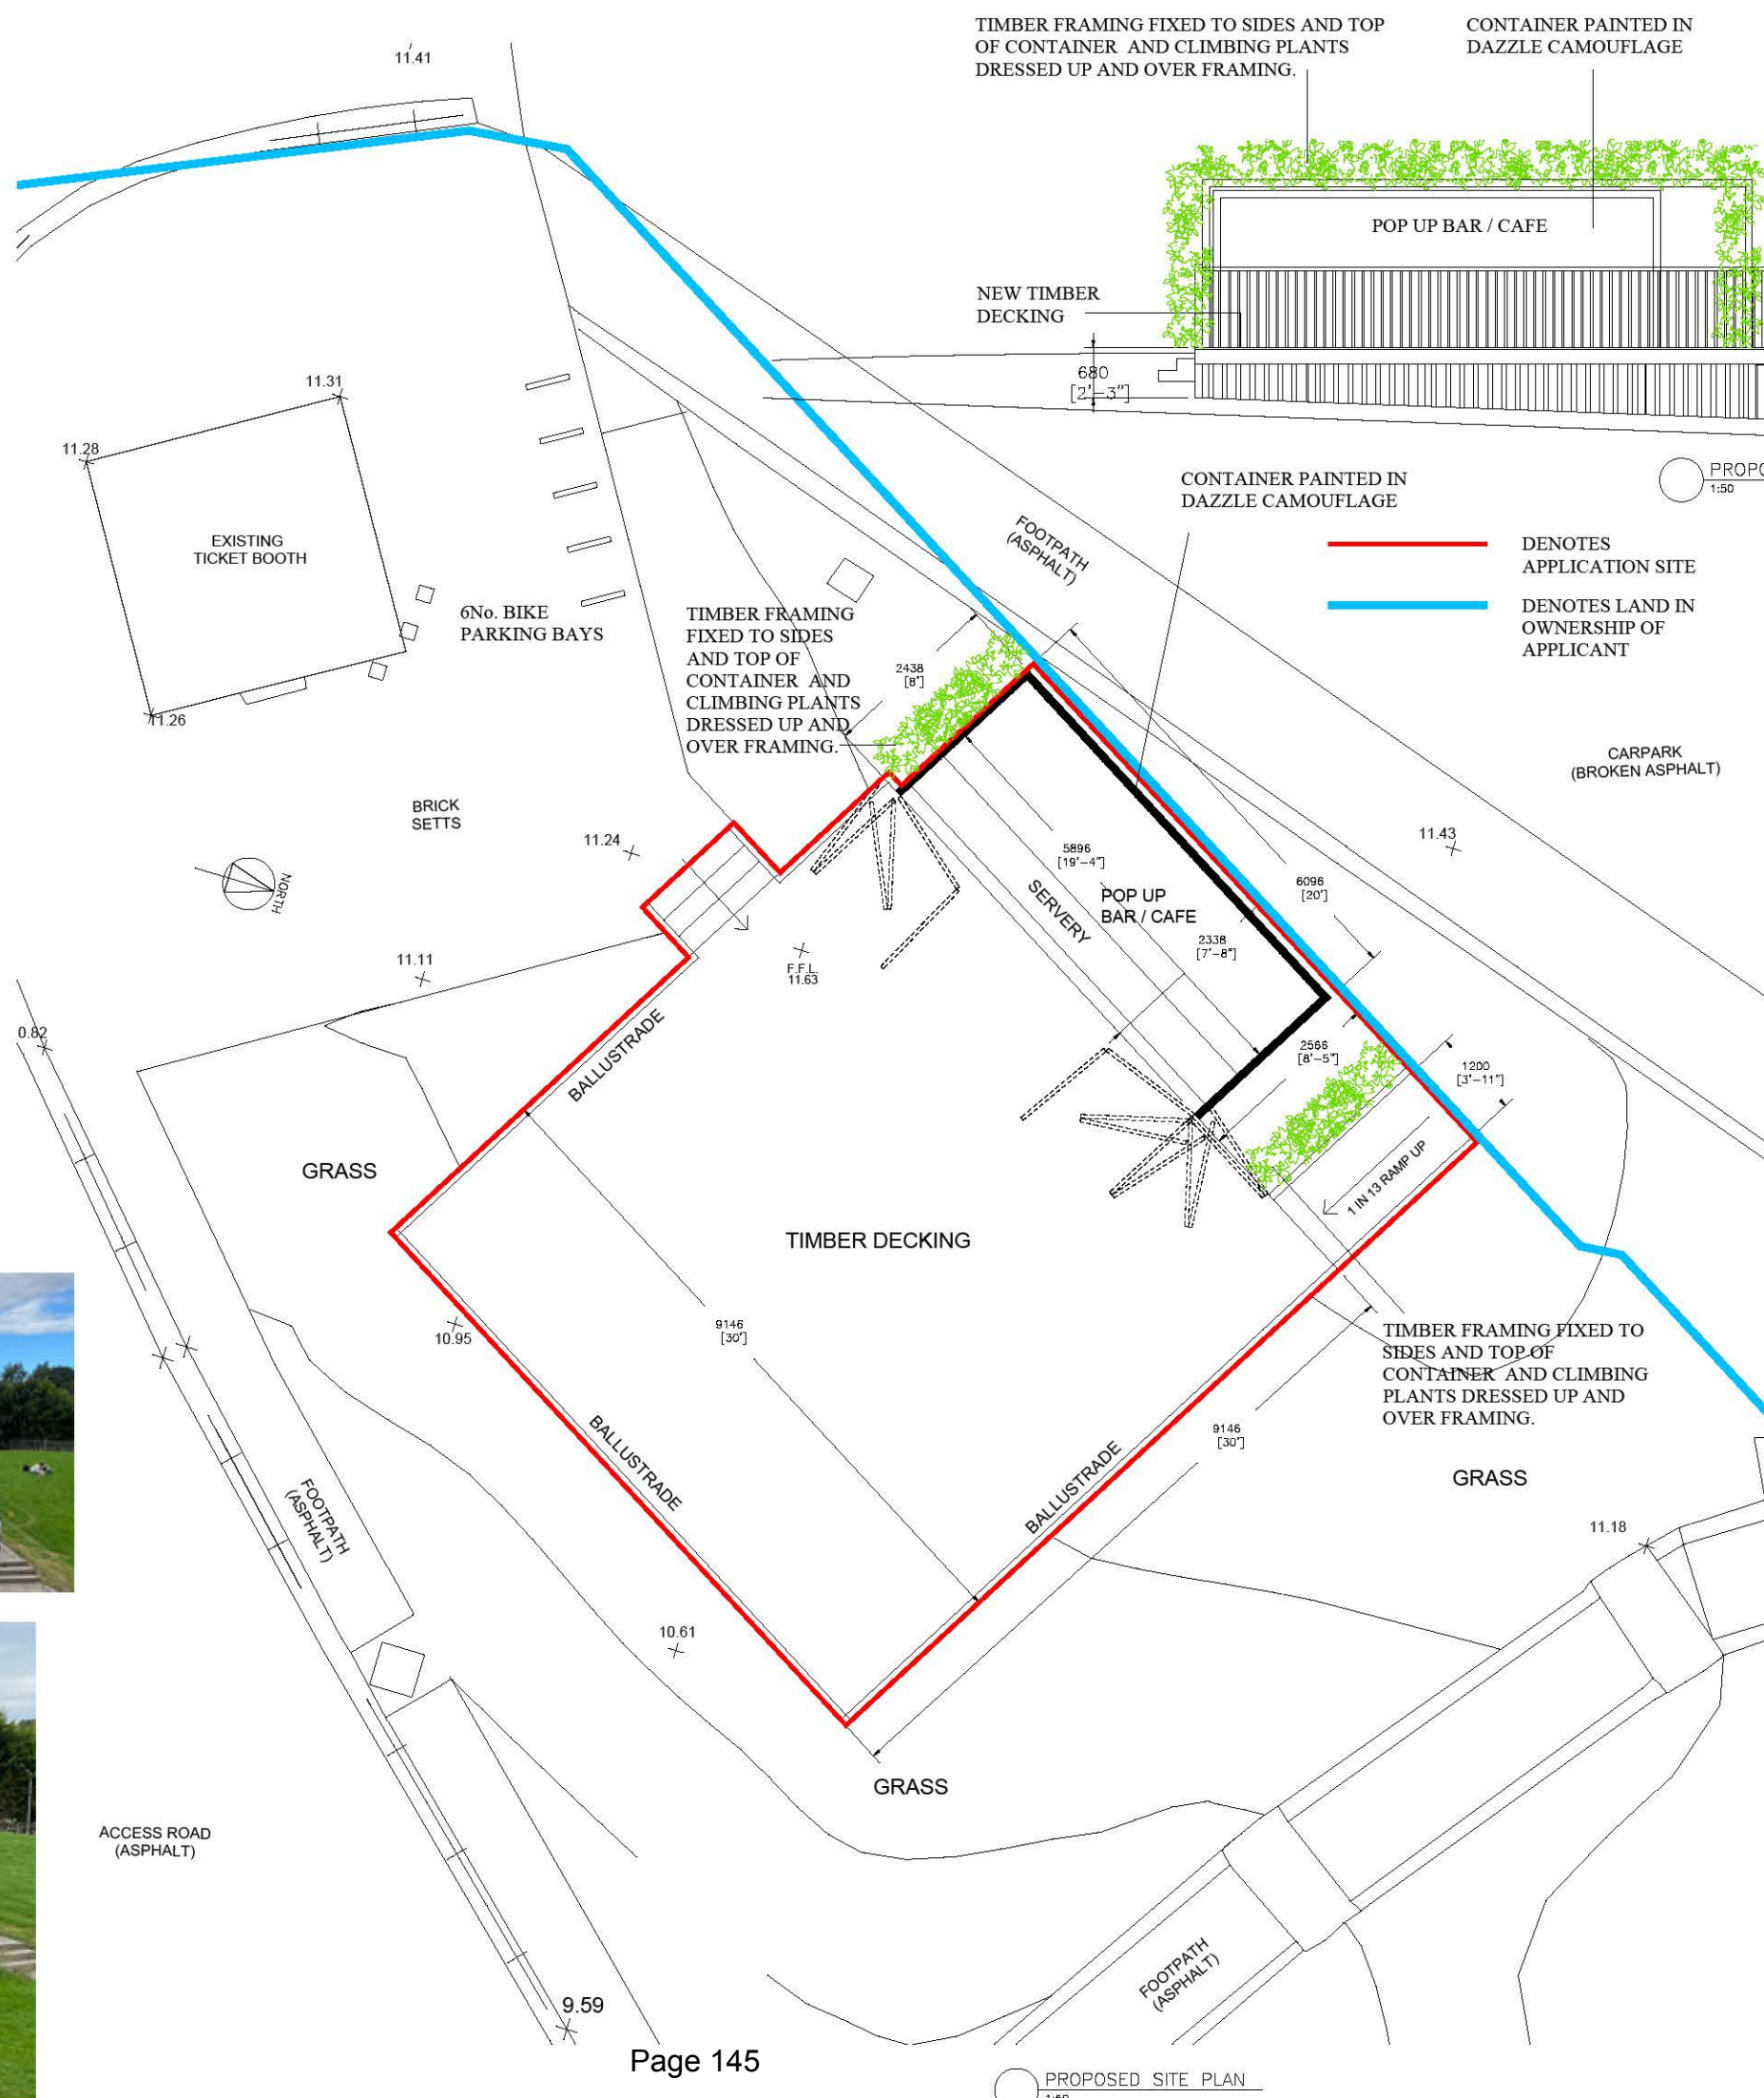 TIMBER FRAMING FIXED TO SIDES AND TOP
OF CONTAINER AND CLIMBING PLANTS
DRESSED UP AND OVER FRAMING.
CONTAINER PAINTED IN
DAZZLE CAMOUFLAGE
11.41
POP UP BAR / CAFE
NEW TIMBER
DECKING
680
[2'-3"]
11.31
11.28
EXISTING
TICKET BOOTH
11.26
6No. BIKE
PARKING BAYS
PROPO
1:50
CONTAINER PAINTED IN
DAZZLE CAMOUFLAGE
FOOTPATH
(ASPHALT)
DENOTES
APPLICATION SITE
DENOTES LAND IN
OWNERSHIP OF
APPLICANT
TIMBER FRAMING
FIXED TO SIDES
AND TOP OF
CONTAINER AND
CLIMBING PLANTS
DRESSED UP AND
OVER FRAMING.
2438
[8']
CARPARK
(BROKEN ASPHALT)
BRICK
SETTS
11.24
11.43
NORTH
5896
[19'-4"]
6096
[20']
SERVERY
POP UP
BAR / CAFE
2338
[7'-8"]
11.11
F.F.L.
11.63
0.82
BALLUSTRADE
2566
[8'-5"]
1200
[3'-11"]
GRASS
1 IN 13 RAMP UP
TIMBER DECKING
10.95
9146
[30']
TIMBER FRAMING FIXED TO
SIDES AND TOP OF
CONTAINER AND CLIMBING
PLANTS DRESSED UP AND
OVER FRAMING.
BALLUSTRADE
BALLUSTRADE
9146
[30']
GRASS
FOOTPATH
(ASPHALT)
11.18
10.61
GRASS
ACCESS ROAD
(ASPHALT)
FOOTPATH
(ASPHALT)
9.59
Page 145
PROPOSED SITE PLAN